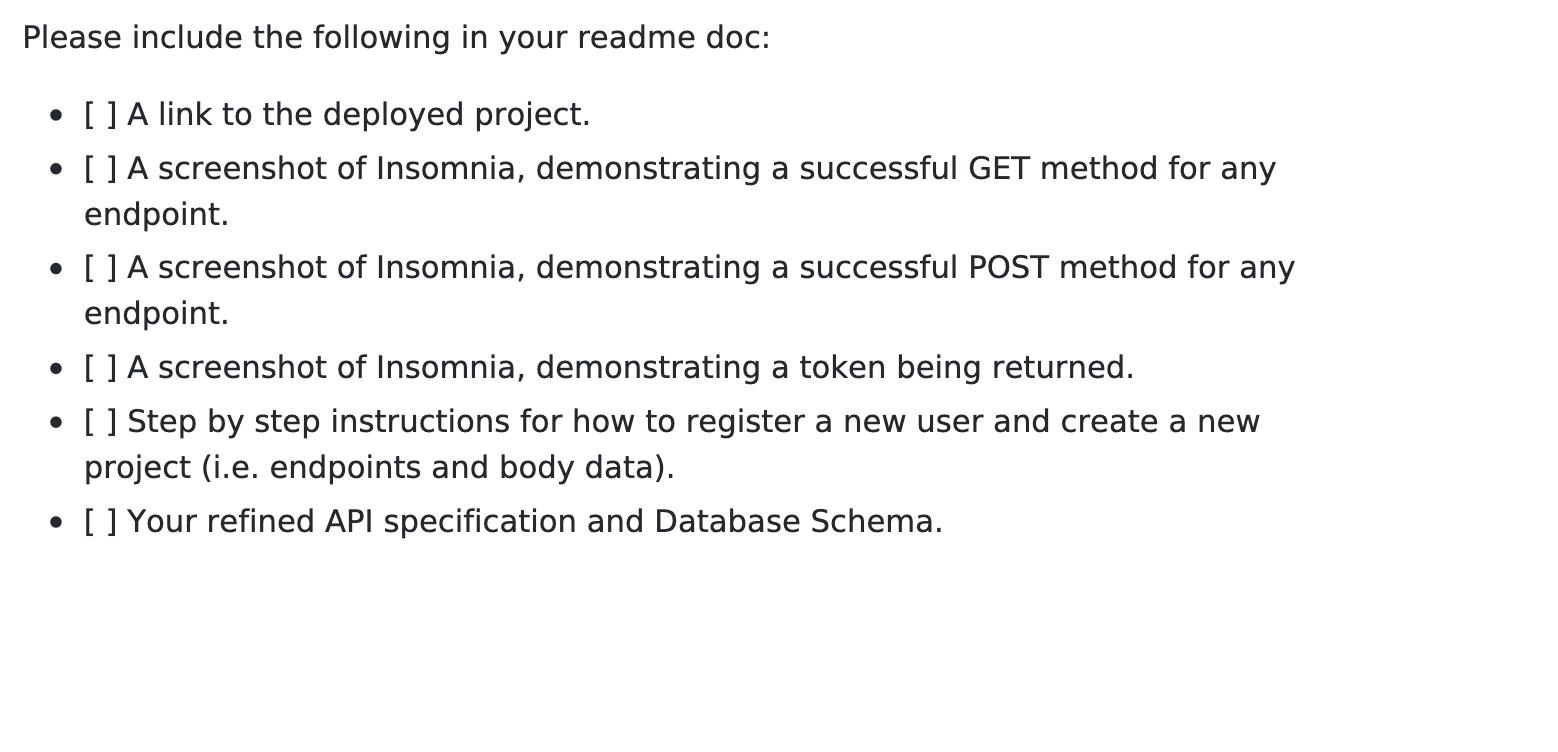 Please include the following in your readme doc:
• [ ] A link to the deployed project.
• [ ] A screenshot of Insomnia, demonstrating a successful GET method for any
endpoint.
• [ ] A screenshot of Insomnia, demonstrating a successful POST method for any
endpoint.
• [ ] A screenshot of Insomnia, demonstrating a token being returned.
• [ ] Step by step instructions for how to register a new user and create a new
project (i.e. endpoints and body data).
• [ ] Your refined API specification and Database Schema.